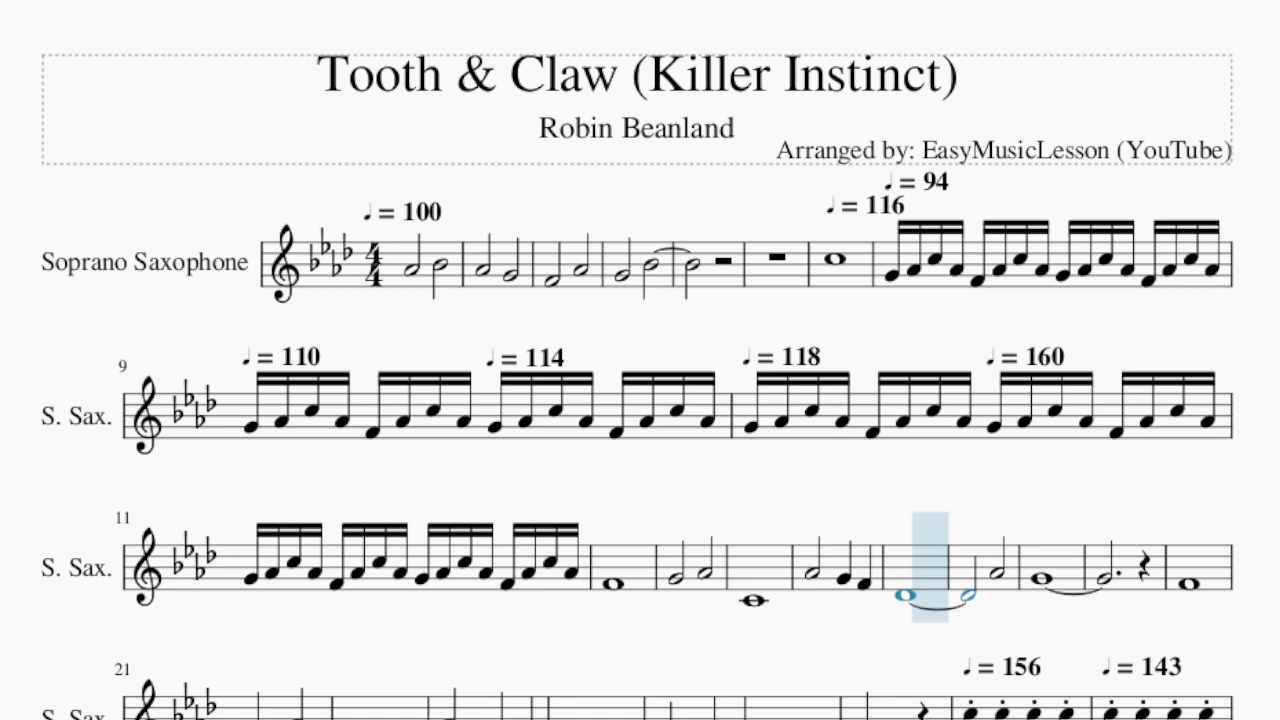 Tooth & Claw (Killer Instinct)
Robin Beanland
Arranged by: EasyMusicLesson (YouTube)
♩ = 94
♩ = 100
♩ = 116
Soprano Saxophone
4
4
♩ = 110
♩ = 114
♩ = 118
♩ = 160
9
S. Sax.
11
S. Sax.
♩ = 156
♩ = 143
21
S. Sax.